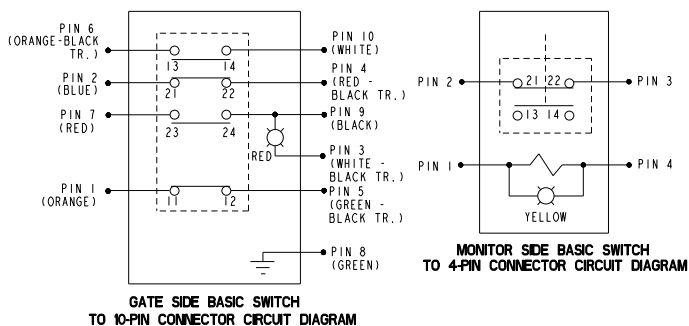 PIN 6
(ORANGE-BLACK
TR.)
13
14
PIN 10
(WHITE)
PIN 2
(BLUE)
21
22
PIN 4
(RED -
BLACK TR.)
PIN 7
(RED)
23
24
PIN 9
(BLACK)
RED
PIN 3
(WHITE -
BLACK TR.)
PIN 1
(ORANGE)
11
12
PIN 5
(GREEN -
BLACK TR.)
PIN 8
(GREEN)
GATE SIDE BASIC SWITCH
TO 10-PIN CONNECTOR CIRCUIT DIAGRAM
PIN 2
21 22
PIN 3
13 14
PIN 1
PIN 4
YELLOW
MONITOR SIDE BASIC SWITCH
TO 4-PIN CONNECTOR CIRCUIT DIAGRAM